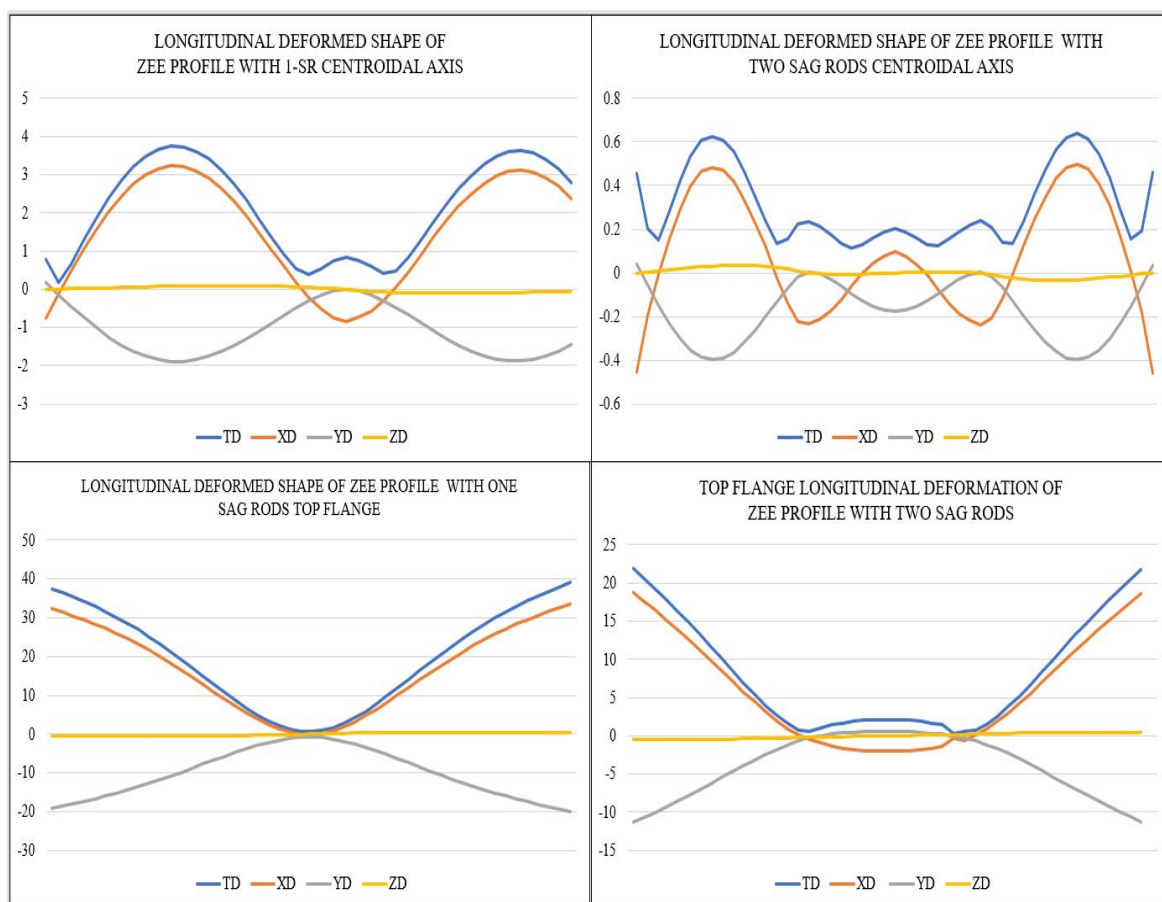 LONGITUDINAL DEFORMED SHAPE OF
ZEE PROFILE WITH 1-SR CENTROIDAL AXIS
5
4
3
2
1
0
-1
-2
-3
TD XD YD ZD
LONGITUDINAL DEFORMED SHAPE OF ZEE PROFILE WITH
TWO SAG RODS CENTROIDAL AXIS
0.8
0.6
0.4
0.2
0
-0.2
-0.4
-0.6
TD XD YD ZD
LONGITUDINAL DEFORMED SHAPE OF ZEE PROFILE WITH ONE
SAG RODS TOP FLANGE
50
40
30
20
10
0
-10
-20
-30
TD XD YD ZD
TOP FLANGE LONGITUDINAL DEFORMATION OF
ZEE PROFILE WITH TWO SAG RODS
25
20
15
10
5
0
-5
-10
-15
TD XD YD ZD